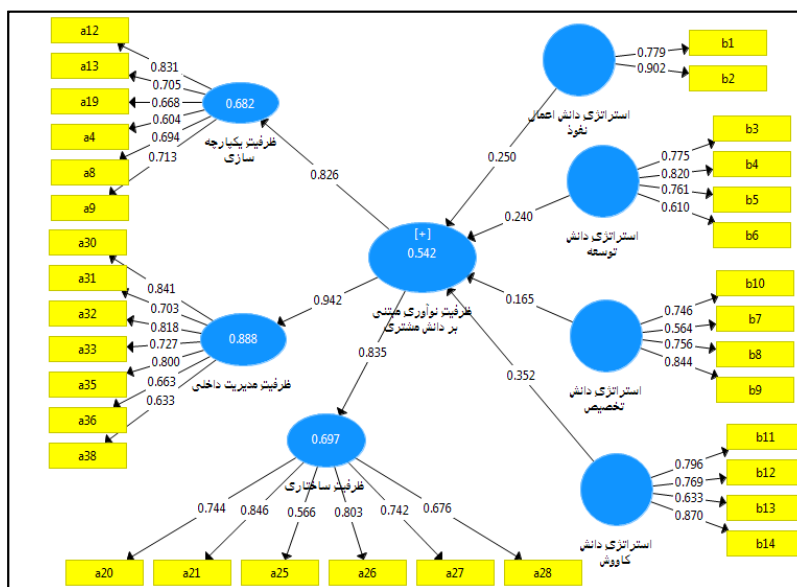 a12
a13
a19
a4
a8
a9
0.831
0.705
0.668
0.604
0.694
0.713
0.682
ظرفیت یکپارچه
سازی
0.826
a30
a31
a32
a33
a35
a36
a38
0.841
0.703
0.818
0.727
0.800
0.663
0.633
0.888
ظرفیت مدیریت داخلی
0.942
[+]
0.542
ظرفیت نوآوری مبتنی
بر دانش مشتری
0.835
0.697
ظرفیت ساختاری
0.744
0.846
0.566
0.803
0.742
0.676
a20
a21
a25
a26
a27
a28
استراتژی دانش اعمال
نفوذ
0.250
0.779
0.902
b1
b2
استراتژی دانش
توسعه
0.240
0.775
0.820
0.761
0.610
b3
b4
b5
b6
استراتژی دانش
تخصیص
0.165
0.746
0.564
0.756
0.844
b10
b7
b8
b9
استراتژی دانش
کاووش
0.352
0.796
0.769
0.633
0.870
b11
b12
b13
b14